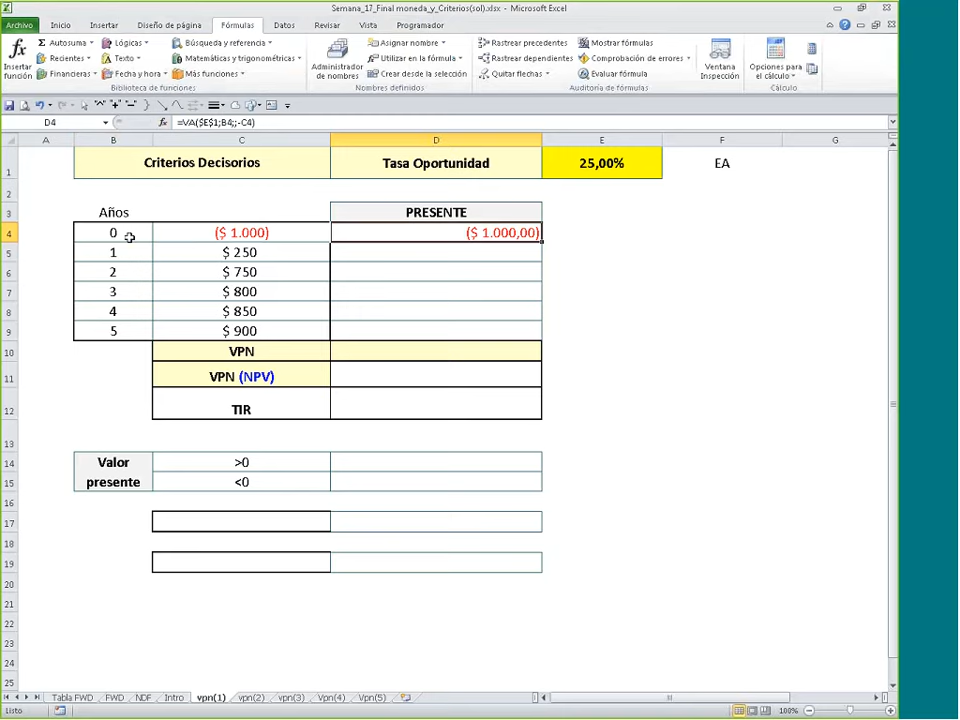 Semana_17_Final moneda_y_Criterios(sol).xlsx - Microsoft Excel
Archivo Inicio Insertar Diseño de página Fórmulas Datos Revisar Vista Programador
Insertar función
Σ Autosuma
Recientes
Financieras
Lógicas
Texto
Fecha y hora
Búsqueda y referencia
Matemáticas y trigonométricas
Más funciones
Biblioteca de funciones
Administrador de nombres
Asignar nombre
Utilizar en la fórmula
Crear desde la selección
Nombres definidos
Rastrear precedentes
Rastrear dependientes
Quitar flechas
Mostrar fórmulas
Comprobación de errores
Evaluar fórmula
Auditoría de fórmulas
Ventana Inspección
Opciones para el cálculo
Cálculo
D4 fx =VA($E$1;B4;;-C4)
A B C D E F G
1 Criterios Decisorios Tasa Oportunidad 25,00% EA
2
3 Años PRESENTE
4 0 ($ 1.000) ($ 1.000,00)
5 1 $ 250
6 2 $ 750
7 3 $ 800
8 4 $ 850
9 5 $ 900
10 VPN
11 VPN (NPV)
12 TIR
13
14 Valor >0
15 presente <0
16
17
18
19
20
21
22
23
24
25
Tabla FWD FWD NDF Intro vpn(1) vpn(2) vpn(3) Vpn(4) Vpn(5)
Listo 100%